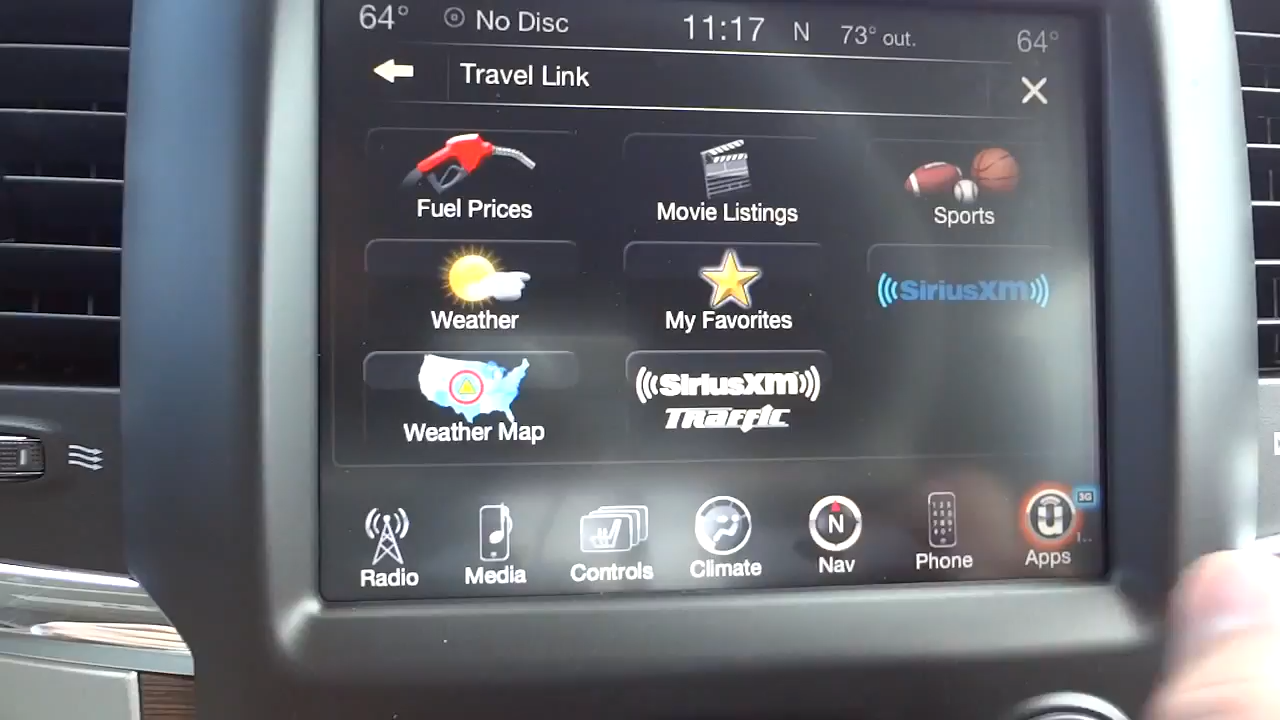 64° No Disc 11:17 N 73° out. 64°
Travel Link
Fuel Prices
Movie Listings
Sports
Weather
My Favorites
SiriusXM
Weather Map
SiriusXM
Traffic
Radio
Media
Controls
Climate
N
Nav
Phone
3G
Apps